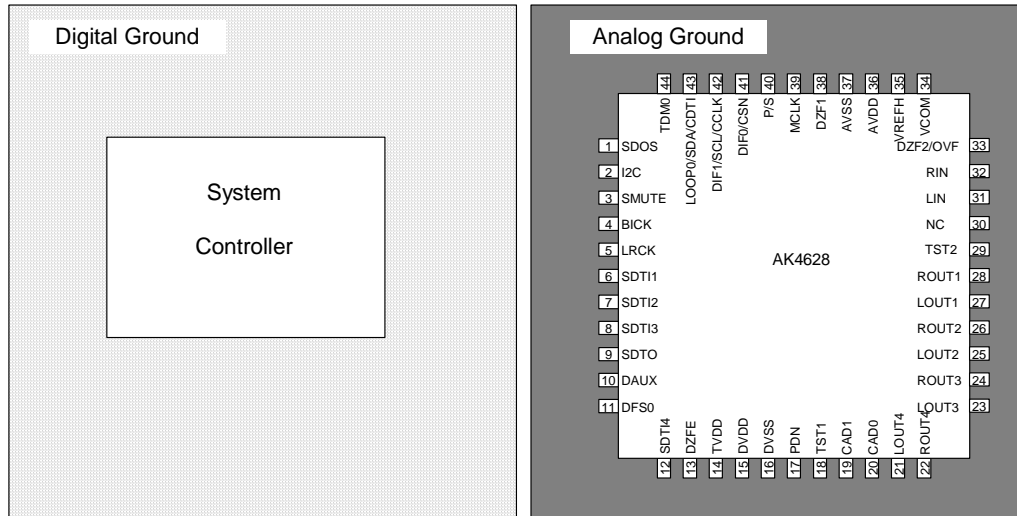 Digital Ground
System
Controller
Analog Ground
44 TDM0
43 LOOP0/SDA/CDTI
42 DIF1/SCL/CCLK
41 DIF0/CSN
40 P/S
39 MCLK
38 DZF1
37 AVSS
36 AVDD
35 VREFH
34 VCOM
1 SDOS
2 I2C
3 SMUTE
4 BICK
5 LRCK
6 SDTI1
7 SDTI2
8 SDTI3
9 SDTO
10 DAUX
11 DFS0
AK4628
DZF2/OVF 33
RIN 32
LIN 31
NC 30
TST2 29
ROUT1 28
LOUT1 27
ROUT2 26
LOUT2 25
ROUT3 24
LOUT3 23
12 SDTI4
13 DZFE
14 TVDD
15 DVDD
16 DVSS
17 PDN
18 TST1
19 CAD1
20 CAD0
21 LOUT4
22 ROUT4